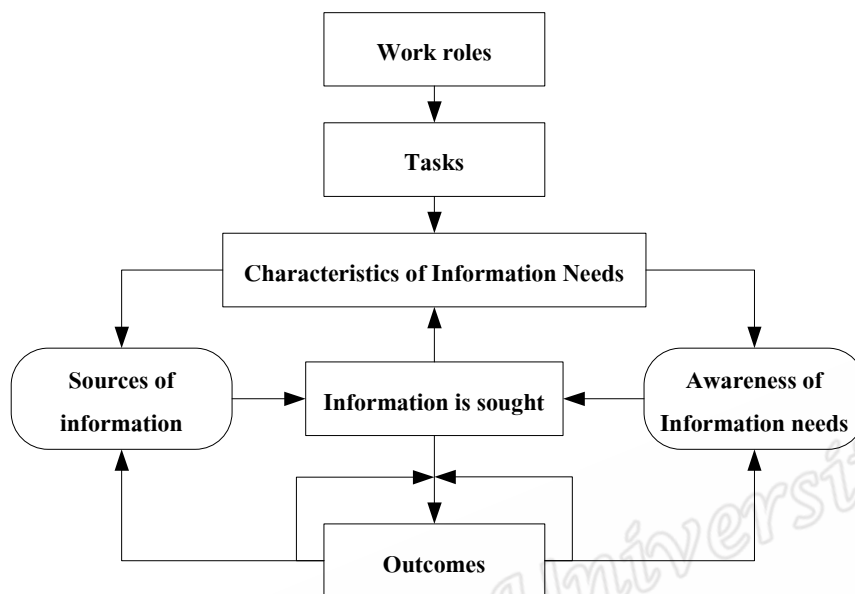 Work roles
Tasks
Characteristics of Information Needs
Sources of
information
Information is sought
Awareness of
Information needs
Outcomes